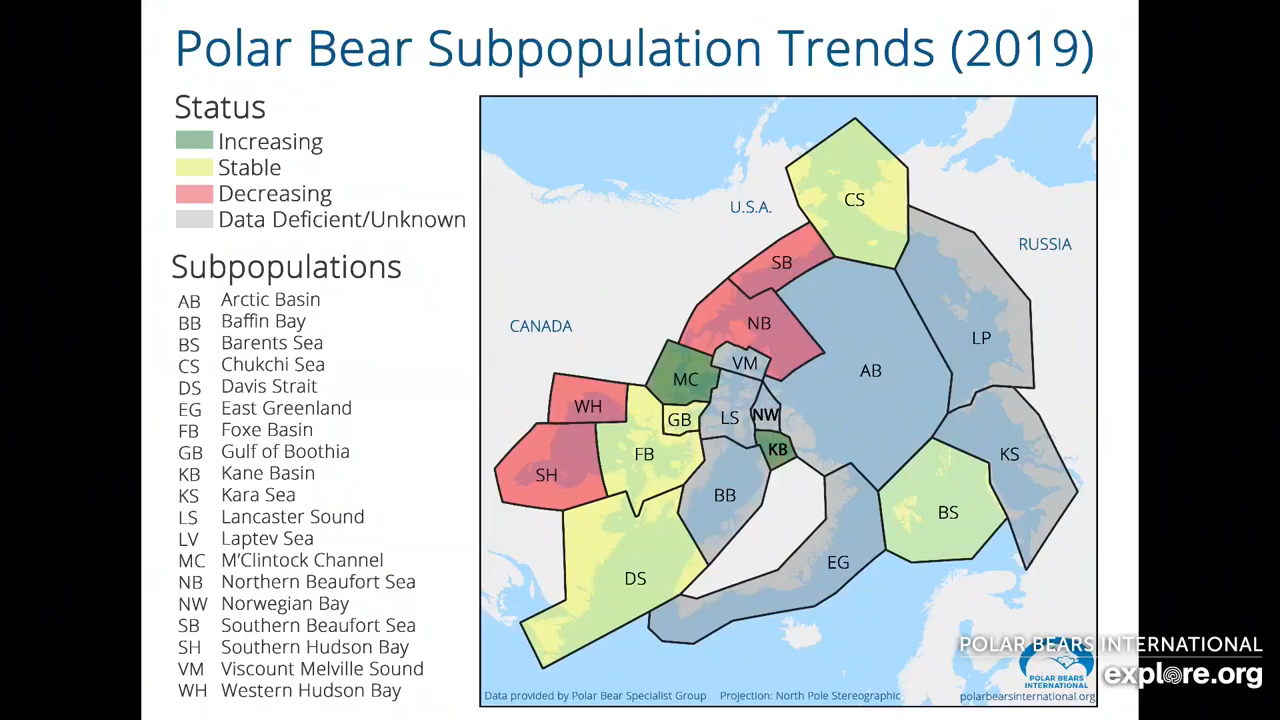 Polar Bear Subpopulation Trends (2019)
Status
Increasing
Stable
Decreasing
Data Deficient/Unknown
Subpopulations
AB Arctic Basin
BB Baffin Bay
BS Barents Sea
CS Chukchi Sea
DS Davis Strait
EG East Greenland
FB Foxe Basin
GB Gulf of Boothia
KB Kane Basin
KS Kara Sea
LS Lancaster Sound
LV Laptev Sea
MC M'Clintock Channel
NB Northern Beaufort Sea
NW Norwegian Bay
SB Southern Beaufort Sea
SH Southern Hudson Bay
VM Viscount Melville Sound
WH Western Hudson Bay
CS
U.S.A.
RUSSIA
SB
CANADA
NB
LP
VM
AB
MC
WH
GB
LS
NW
KB
FB
KS
SH
BB
BS
EG
DS
Data provided by Polar Bear Specialist Group
Projection: North Pole Stereographic
polarbearsinternational.org
POLAR BEARS
INTERNATIONAL
POLAR BEARS INTERNATIONAL
explore.org